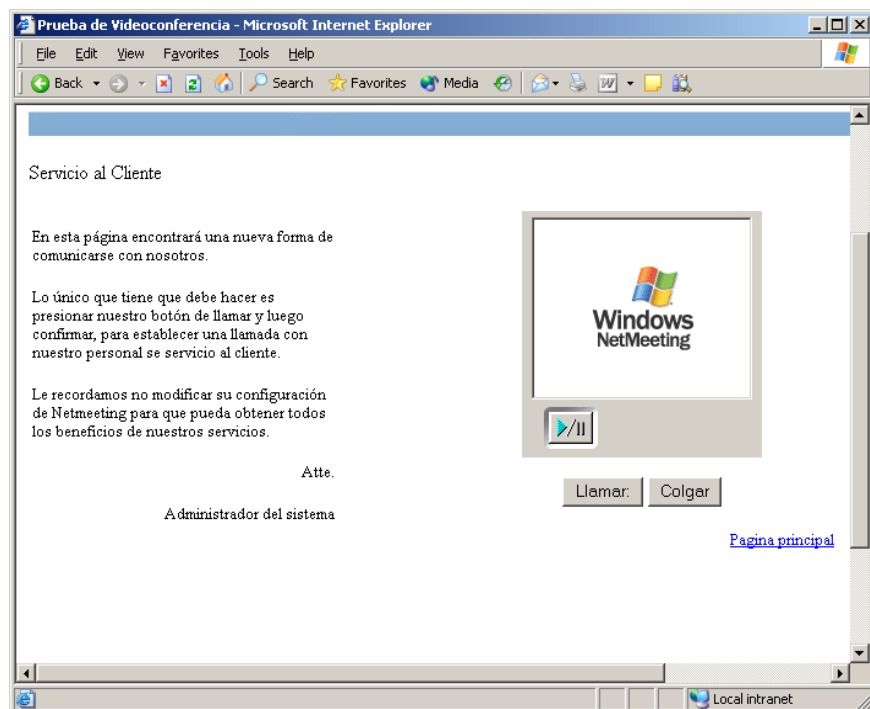 Prueba de Videoconferencia - Microsoft Internet Explorer
File Edit View Favorites Tools Help
Back Search Favorites Media
Servicio al Cliente
En esta página encontrará una nueva forma de
comunicarse con nosotros.
Lo único que tiene que debe hacer es
presionar nuestro botón de llamar y luego
confirmar, para establecer una llamada con
nuestro personal se servicio al cliente.
Le recordamos no modificar su configuración
de Netmeeting para que pueda obtener todos
los beneficios de nuestros servicios.
Atte.
Administrador del sistema
Windows
NetMeeting
Llamar: Colgar
Pagina principal
Local intranet